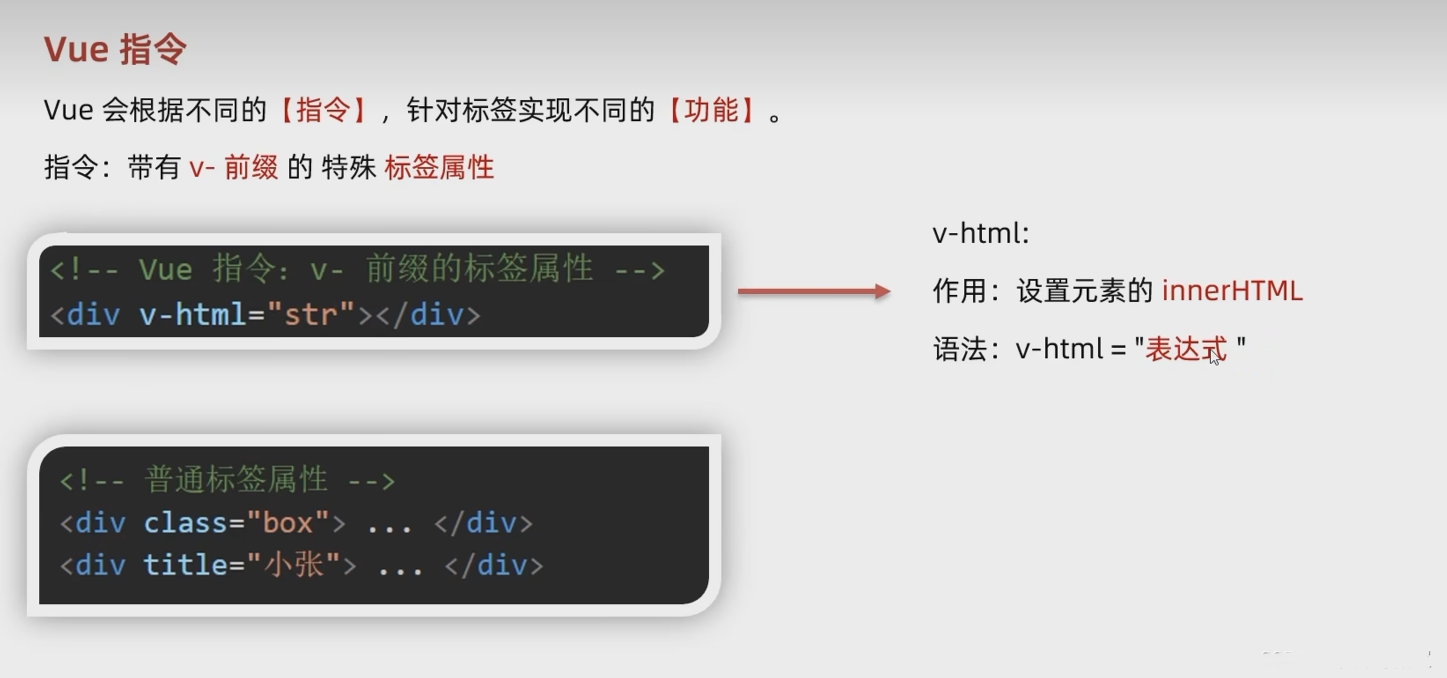 Vue 指令
Vue 会根据不同的【指令】，针对标签实现不同的【功能】。
指令：带有 v- 前缀 的 特殊 标签属性
<!-- Vue 指令：v- 前缀的标签属性 -->
<div v-html="str"></div>
v-html:
作用：设置元素的 innerHTML
语法：v-html = "表达式 "
<!-- 普通标签属性 -->
<div class="box"> ... </div>
<div title="小张"> ... </div>